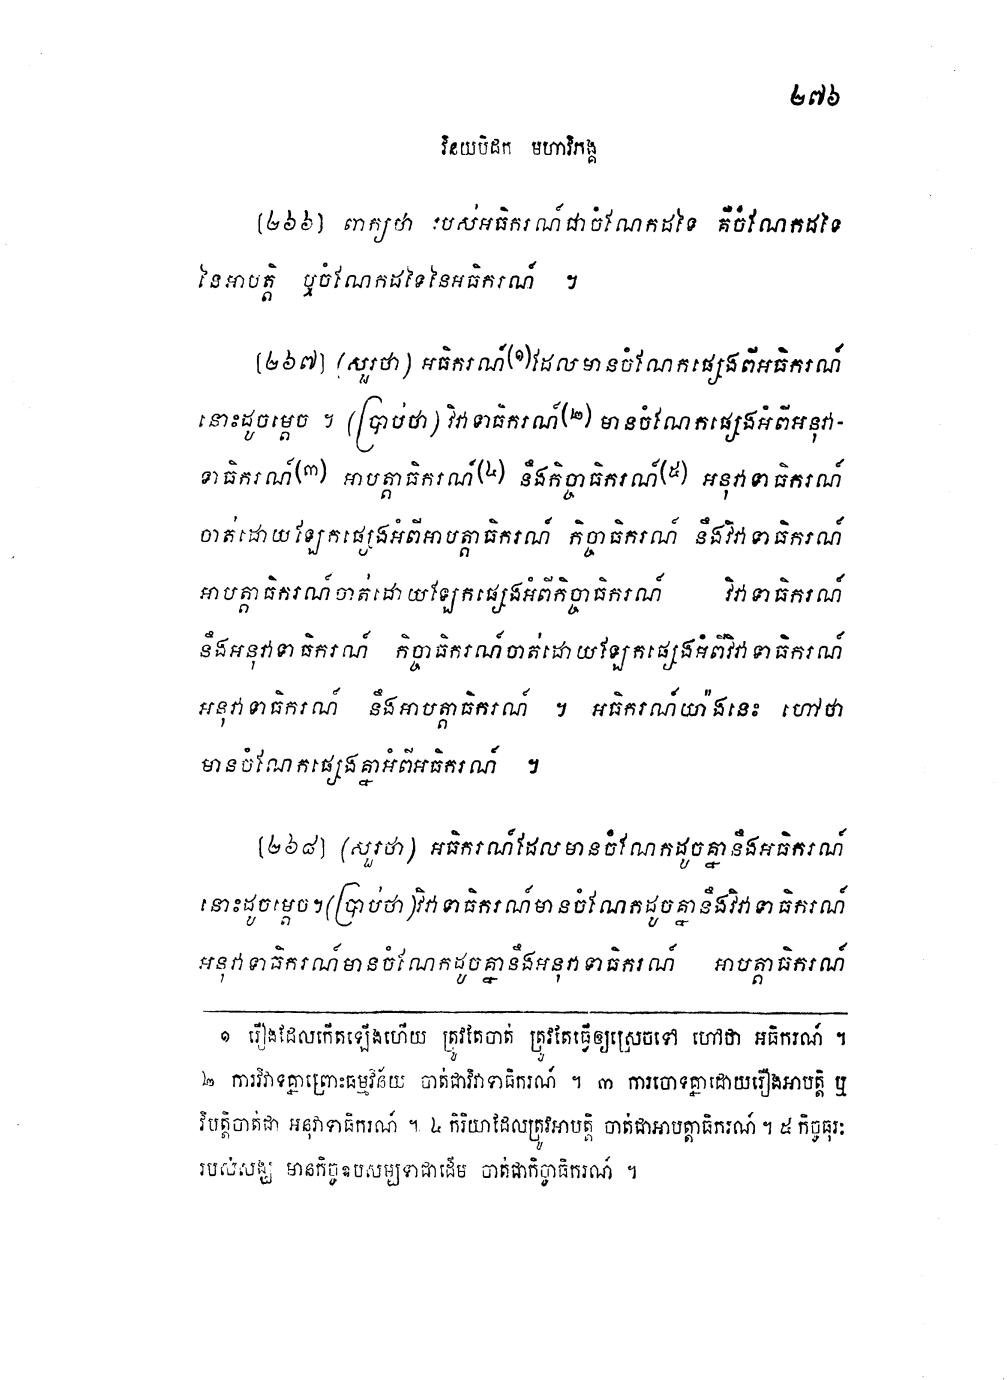 ២៧៦
វិនយបិដក មហាវិភង្គ
[២៦៦] ពាក្យថា របស់អធិករណ៍ជាចំណែកដទៃ គឺចំណែកដទៃ
នៃអាបត្តិ ឬចំណែកដទៃនៃអធិករណ៍ ។
[២៦៧] (សួរថា) អធិករណ៍(១)ដែលមានចំណែកផ្សេងពីអធិករណ៍
នោះដូចម្តេច ។ (ប្រាប់ថា) វិវាទាធិករណ៍(២) មានចំណែកផ្សេងអំពីអនុវា-
ទាធិករណ៍(៣) អាបត្តាធិករណ៍(៤) នឹងកិច្ចាធិករណ៍(៥) អនុវាទាធិករណ៍
ចាត់ដោយឡែកផ្សេងអំពីអាបត្តាធិករណ៍ កិច្ចាធិករណ៍ នឹងវិវាទាធិករណ៍
អាបត្តាធិករណ៍ចាត់ដោយឡែកផ្សេងអំពីកិច្ចាធិករណ៍ វិវាទាធិករណ៍
នឹងអនុវាទាធិករណ៍ កិច្ចាធិករណ៍ចាត់ដោយឡែកផ្សេងអំពីវិវាទាធិករណ៍
អនុវាទាធិករណ៍ នឹងអាបត្តាធិករណ៍ ។ អធិករណ៍យ៉ាងនេះ ហៅថា
មានចំណែកផ្សេងគ្នាអំពីអធិករណ៍ ។
[២៦៨] (សួរថា) អធិករណ៍ដែលមានចំណែកដូចគ្នានឹងអធិករណ៍
នោះដូចម្តេច។(ប្រាប់ថា)វិវាទាធិករណ៍មានចំណែកដូចគ្នានឹងវិវាទាធិករណ៍
អនុវាទាធិករណ៍មានចំណែកដូចគ្នានឹងអនុវាទាធិករណ៍ អាបត្តាធិករណ៍
១ រឿងដែលកើតឡើងហើយ ត្រូវតែចាត់ ត្រូវតែធ្វើឲ្យស្រេចទៅ ហៅថា អធិករណ៍ ។
២ ការវិវាទគ្នាព្រោះធម្មវិន័យ ចាត់ជាវិវាទាធិករណ៍ ។ ៣ ការចោទគ្នាដោយរឿងអាបត្តិ ឬ
វិបត្តិចាត់ជា អនុវាទាធិករណ៍ ។ ៤ កិរិយាដែលត្រូវអាបត្តិ ចាត់ជាអាបត្តាធិករណ៍ ។ ៥ កិច្ចធុរៈ
របស់សង្ឃ មានកិច្ចឧបសម្បទាជាដើម ចាត់ជាកិច្ចាធិករណ៍ ។